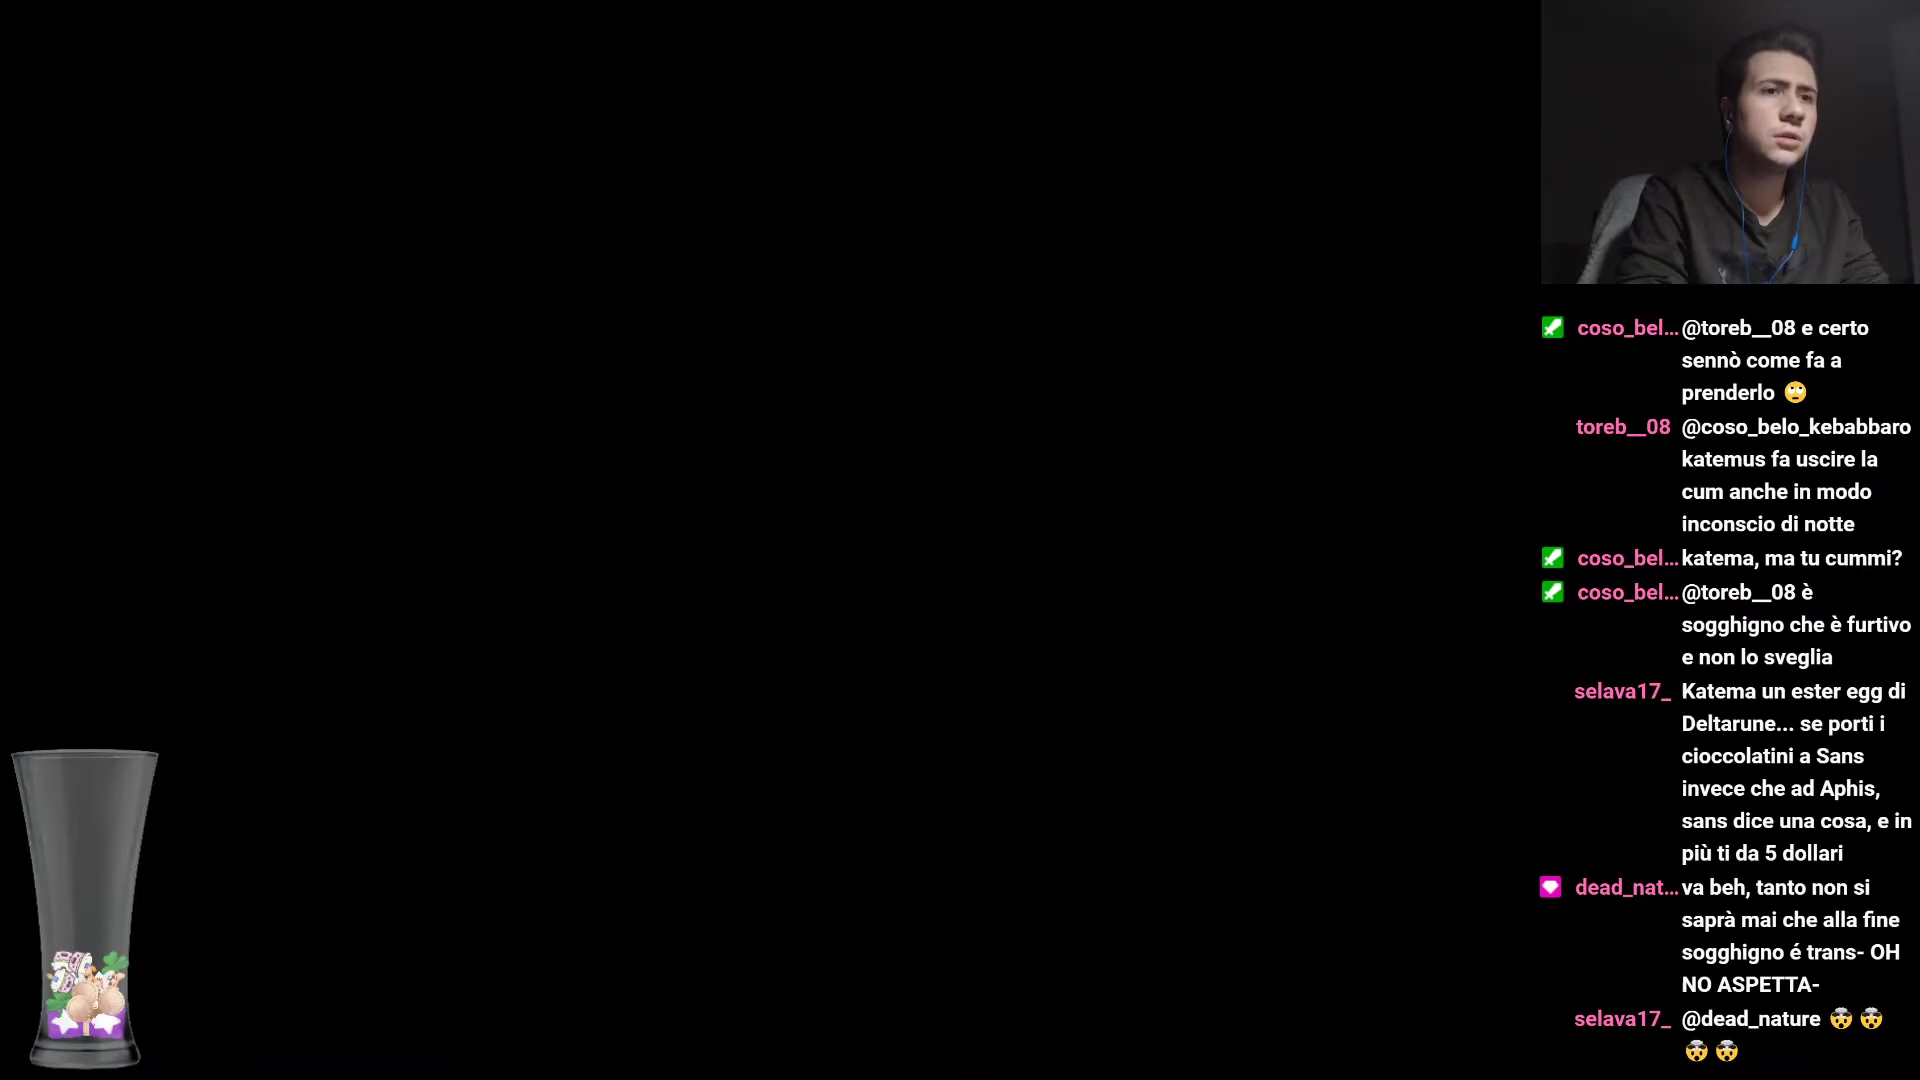 coso_bel... @toreb__08 e certo
sennò come fa a
prenderlo 🙄
toreb__08 @coso_belo_kebabbaro
katemus fa uscire la
cum anche in modo
inconscio di notte
coso_bel... katema, ma tu cummi?
coso_bel... @toreb__08 è
sogghigno che è furtivo
e non lo sveglia
selava17_ Katema un ester egg di
Deltarune... se porti i
cioccolatini a Sans
invece che ad Aphis,
sans dice una cosa, e in
più ti da 5 dollari
dead_nat... va beh, tanto non si
saprà mai che alla fine
sogghigno é trans- OH
NO ASPETTA-
selava17_ @dead_nature 🤯 🤯
🤯 🤯